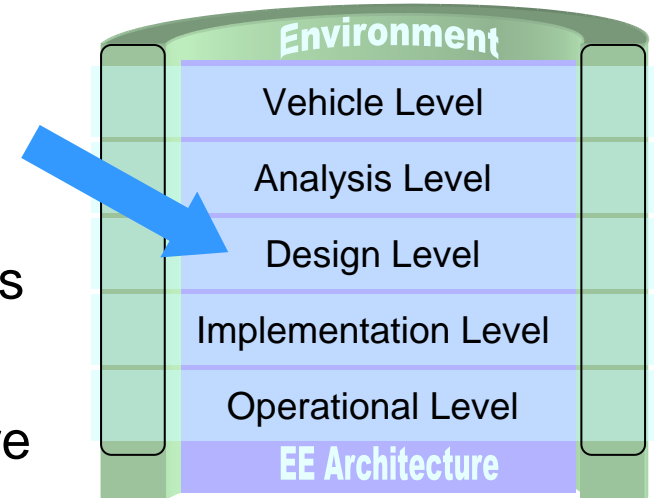 Environment
Vehicle Level
Analysis Level
Design Level
s
Implementation Level
Operational Level
e
EE Architecture